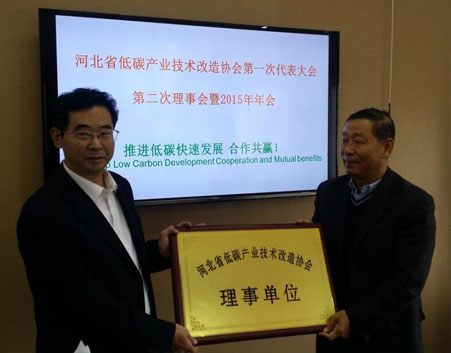 河北省低碳产业技术改造协会第一次代表大会
第二次理事会暨2015年年会
推进低碳快速发展 合作共赢！
Low Carbon Development Cooperation and Mutual benefits
河北省低碳产业技术改造协会
理事单位